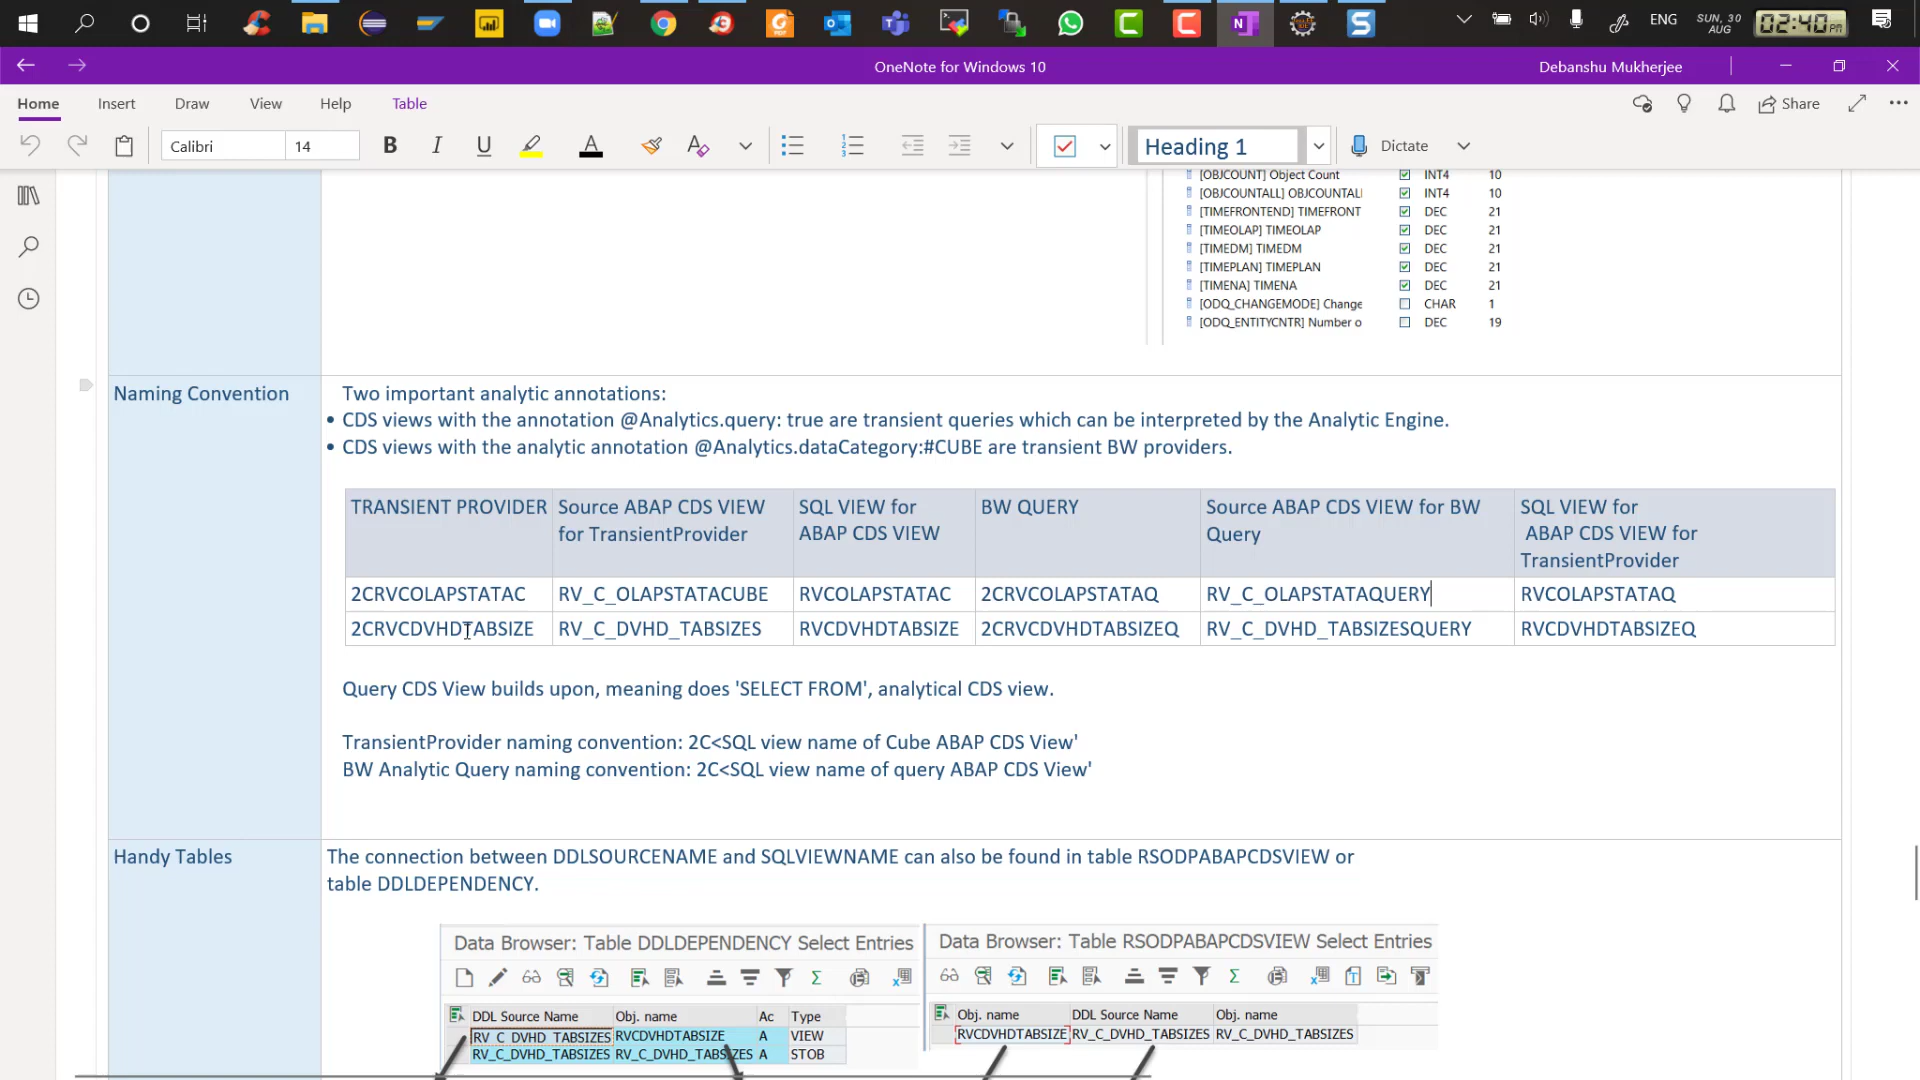 ENG
SUN, 30
AUG
02:40 PM
OneNote for Windows 10
Debanshu Mukherjee
Home
Insert
Draw
View
Help
Table
Share
Calibri
14
B
I
U
A
Heading 1
Dictate
[OBJCOUNT] Object Count INT4 10
[OBJCOUNTALL] OBJCOUNTALL INT4 10
[TIMEFRONTEND] TIMEFRONT DEC 21
[TIMEOLAP] TIMEOLAP DEC 21
[TIMEDM] TIMEDM DEC 21
[TIMEPLAN] TIMEPLAN DEC 21
[TIMENA] TIMENA DEC 21
[ODQ_CHANGEMODE] Change CHAR 1
[ODQ_ENTITYCNTR] Number o DEC 19
Naming Convention
Two important analytic annotations:
• CDS views with the annotation @Analytics.query: true are transient queries which can be interpreted by the Analytic Engine.
• CDS views with the analytic annotation @Analytics.dataCategory:#CUBE are transient BW providers.
TRANSIENT PROVIDER
Source ABAP CDS VIEW
for TransientProvider
SQL VIEW for
ABAP CDS VIEW
BW QUERY
Source ABAP CDS VIEW for BW
Query
SQL VIEW for
ABAP CDS VIEW for
TransientProvider
2CRVCOLAPSTATAC RV_C_OLAPSTATACUBE RVCOLAPSTATAC 2CRVCOLAPSTATAQ RV_C_OLAPSTATAQUERY RVCOLAPSTATAQ
2CRVCDVHDTABSIZE RV_C_DVHD_TABSIZES RVCDVHDTABSIZE 2CRVCDVHDTABSIZEQ RV_C_DVHD_TABSIZESQUERY RVCDVHDTABSIZEQ
Query CDS View builds upon, meaning does 'SELECT FROM', analytical CDS view.
TransientProvider naming convention: 2C<SQL view name of Cube ABAP CDS View'
BW Analytic Query naming convention: 2C<SQL view name of query ABAP CDS View'
Handy Tables
The connection between DDLSOURCENAME and SQLVIEWNAME can also be found in table RSODPABAPCDSVIEW or
table DDLDEPENDENCY.
Data Browser: Table DDLDEPENDENCY Select Entries
DDL Source Name Obj. name Ac Type
RV_C_DVHD_TABSIZES RVCDVHDTABSIZE A VIEW
RV_C_DVHD_TABSIZES RV_C_DVHD_TABSIZES A STOB
Data Browser: Table RSODPABAPCDSVIEW Select Entries
Obj. name DDL Source Name Obj. name
RVCDVHDTABSIZE RV_C_DVHD_TABSIZES RV_C_DVHD_TABSIZES